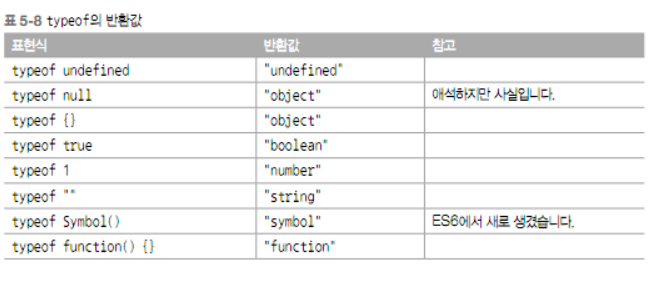 표 5-8 typeof의 반환값
표현식 반환값 참고
typeof undefined "undefined"
typeof null "object" 애석하지만 사실입니다.
typeof {} "object"
typeof true "boolean"
typeof 1 "number"
typeof "" "string"
typeof Symbol() "symbol" ES6에서 새로 생겼습니다.
typeof function() {} "function"